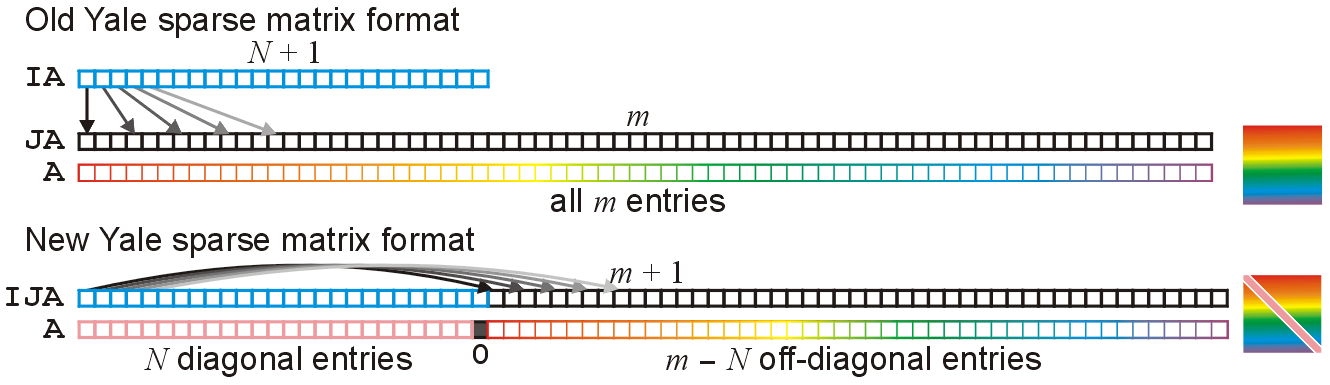 Old Yale sparse matrix format
N + 1
IA
m
JA
A
all m entries
New Yale sparse matrix format
m + 1
IJA
A
N diagonal entries
0
m – N off-diagonal entries